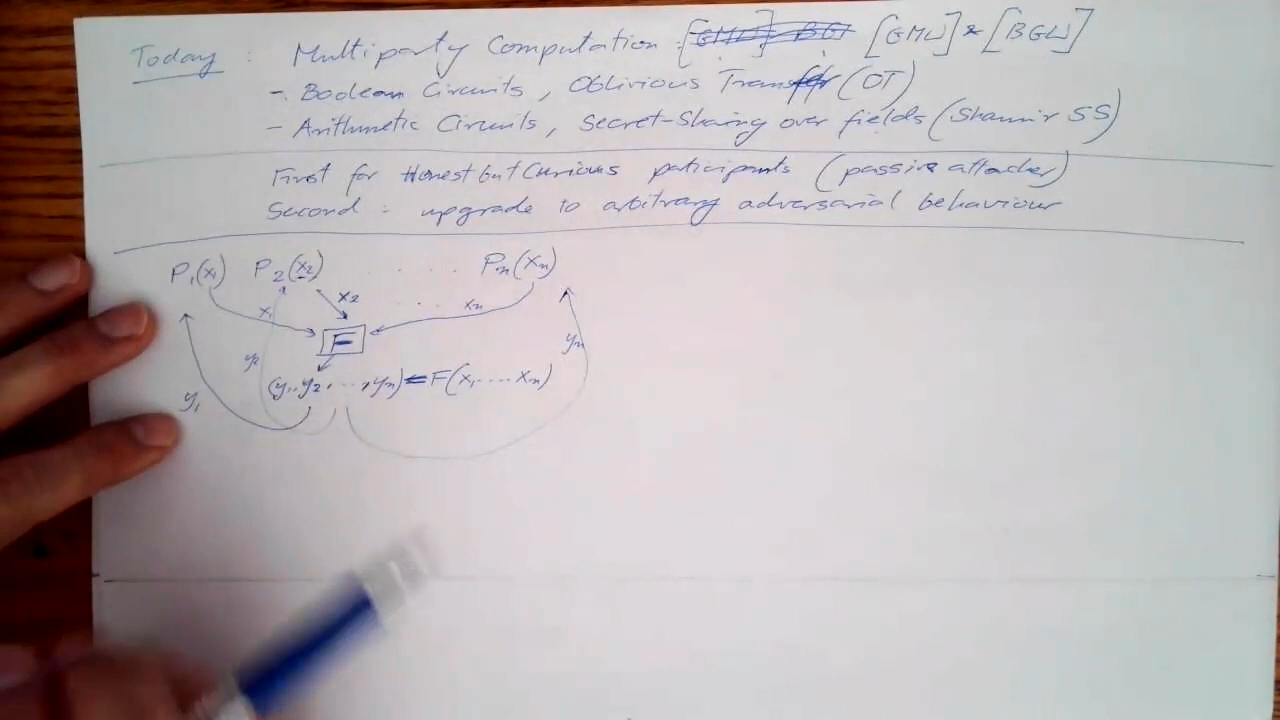 Today : Multiparty Computation : [GMW] BGW [GMW] & [BGW]
- Boolean Circuits, Oblivious Transfer (OT)
- Arithmetic Circuits, Secret-Sharing over fields (Shamir SS)
First for Honest but Curious participants (passive attacker)
Second : upgrade to arbitrary adversarial behaviour
P1(x1) P2(x2) . . . . . Pn(xn)
x1 x2 . . . xn
F
y2 yn
(y1, y2, ..., yn) ⇐ F(x1 .... xn)
y1